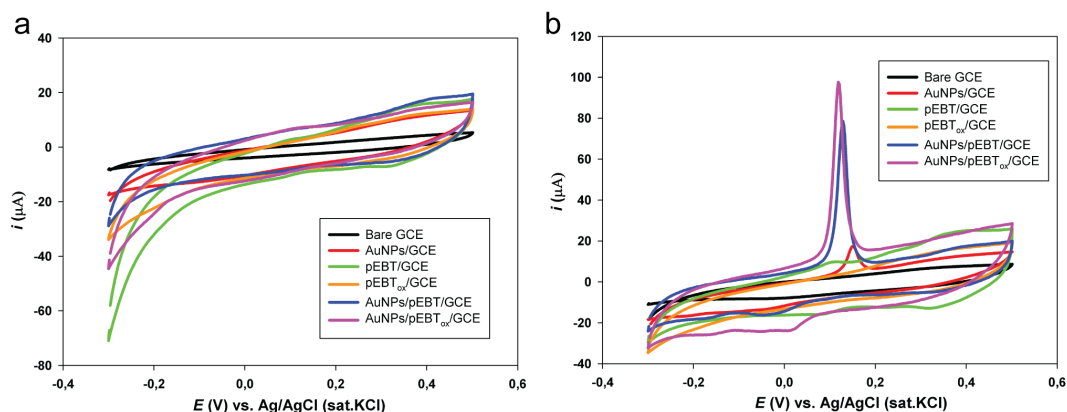 a
40
20
0
-20
-40
-60
-80
i (μA)
-0,4 -0,2 0,0 0,2 0,4 0,6
E (V) vs. Ag/AgCl (sat.KCl)
Bare GCE
AuNPs/GCE
pEBT/GCE
pEBTox/GCE
AuNPs/pEBT/GCE
AuNPs/pEBTox/GCE
b
120
100
80
60
40
20
0
-20
-40
i (μA)
-0,4 -0,2 0,0 0,2 0,4 0,6
E (V) vs. Ag/AgCl (sat.KCl)
Bare GCE
AuNPs/GCE
pEBT/GCE
pEBTox/GCE
AuNPs/pEBT/GCE
AuNPs/pEBTox/GCE